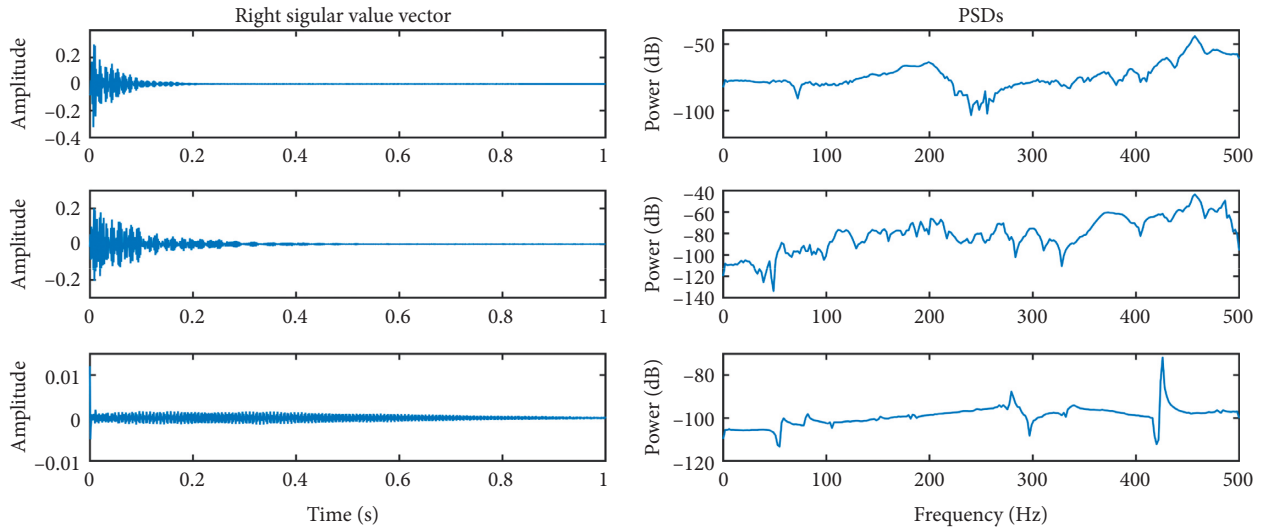 Right sigular value vector
Amplitude
0.2
0
−0.2
−0.4
0 0.2 0.4 0.6 0.8 1
PSDs
Power (dB)
−50
−100
0 100 200 300 400 500
Amplitude
0.2
0
−0.2
0 0.2 0.4 0.6 0.8 1
Power (dB)
−40
−60
−80
−100
−120
−140
0 100 200 300 400 500
Amplitude
0.01
0
−0.01
0 0.2 0.4 0.6 0.8 1
Time (s)
Power (dB)
−80
−100
−120
0 100 200 300 400 500
Frequency (Hz)